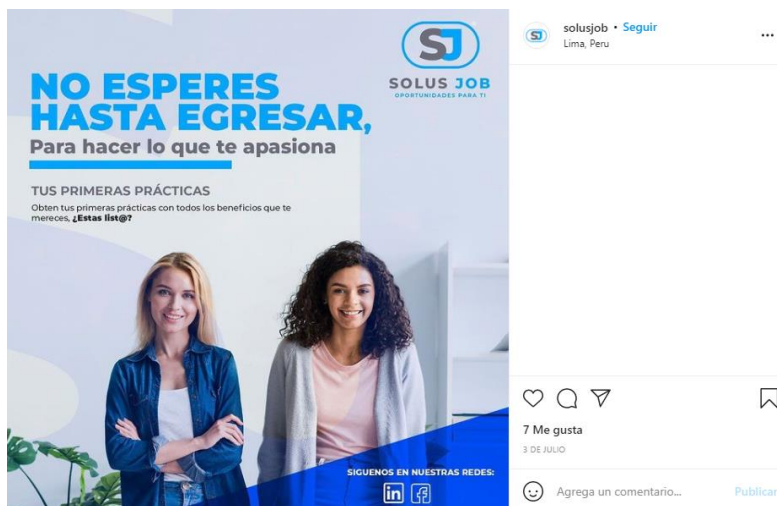 SJ
SOLUS JOB
OPORTUNIDADES PARA TI
NO ESPERES
HASTA EGRESAR,
Para hacer lo que te apasiona
TUS PRIMERAS PRÁCTICAS
Obten tus primeras prácticas con todos los beneficios que te
mereces, ¿Estas list@?
SIGUENOS EN NUESTRAS REDES:
in f
SJ
solusjob • Seguir
Lima, Peru
7 Me gusta
3 DE JULIO
Agrega un comentario...
Publicar